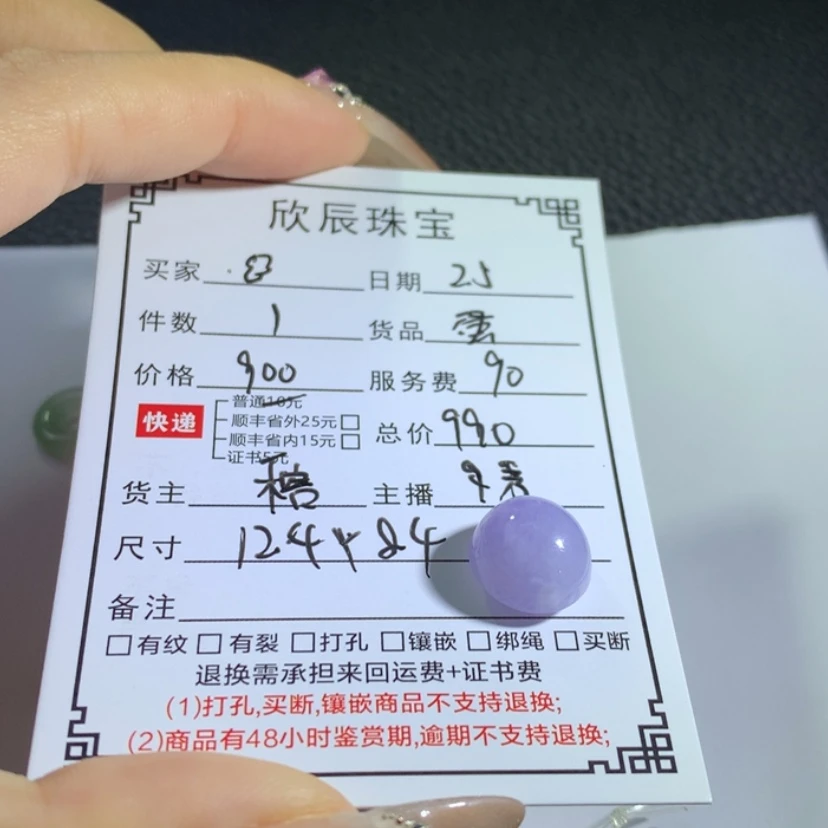 欣辰珠宝
买家 日期 25
件数 1 货品 蛋
价格 900 服务费 90
普通10元
快递 顺丰省外25元□ 总价 990
顺丰省内15元□
证书5元
货主 主播
尺寸 124
备注
□有纹□有裂□打孔□镶嵌□绑绳□买断
退换需承担来回运费+证书费
(1)打孔,买断,镶嵌商品不支持退换;
(2)商品有48小时鉴赏期,逾期不支持退换;